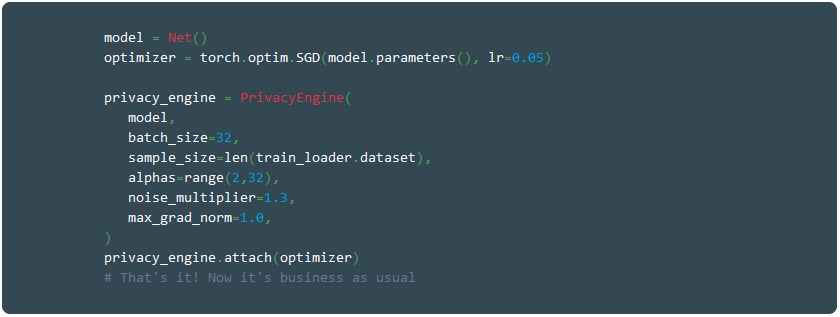 model = Net()
optimizer = torch.optim.SGD(model.parameters(), lr=0.05)
privacy_engine = PrivacyEngine(
model,
batch_size=32,
sample_size=len(train_loader.dataset),
alphas=range(2,32),
noise_multiplier=1.3,
max_grad_norm=1.0,
)
privacy_engine.attach(optimizer)
# That's it! Now it's business as usual